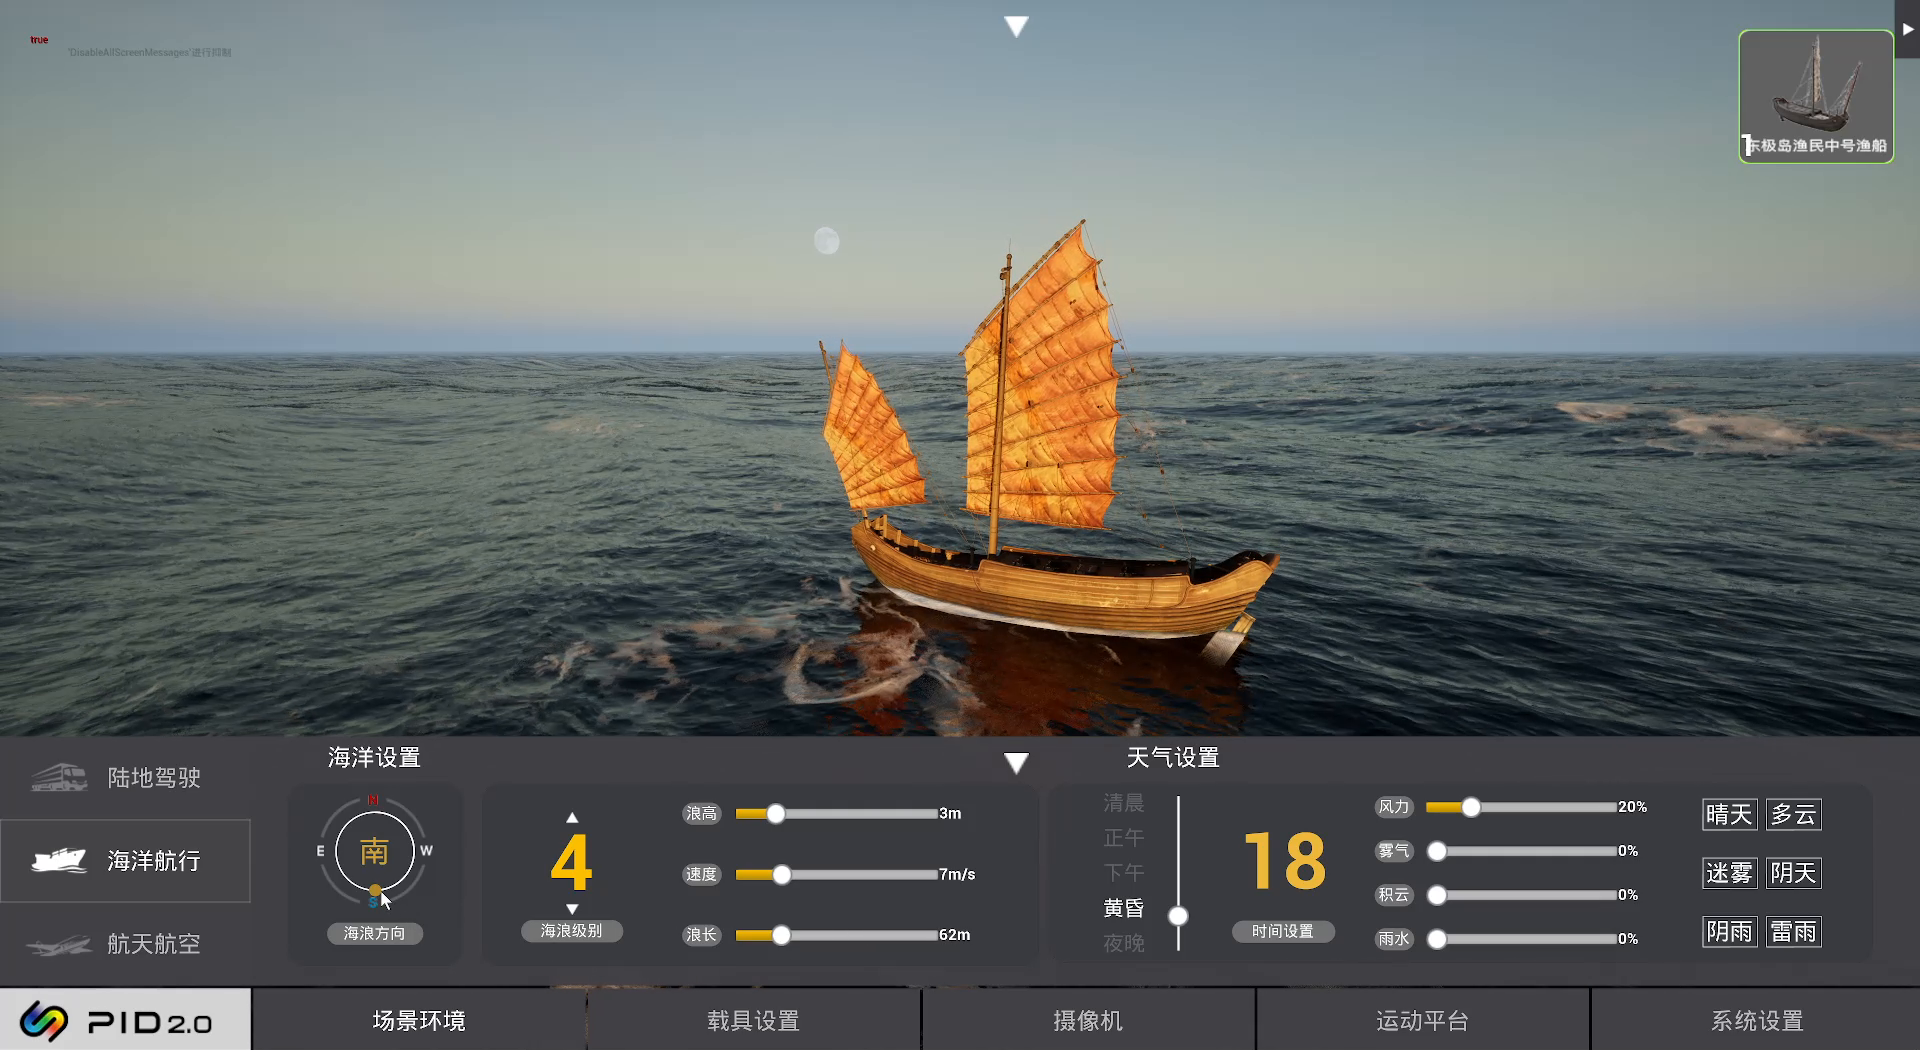 true
'DisableAllScreenMessages'进行抑制
1
东极岛渔民中号渔船
陆地驾驶
海洋航行
航天航空
海洋设置
N
E
南
W
S
海浪方向
4
海浪级别
浪高 3m
速度 7m/s
浪长 62m
天气设置
清晨
正午
下午
黄昏
夜晚
18
时间设置
风力 20%
雾气 0%
积云 0%
雨水 0%
晴天 多云
迷雾 阴天
阴雨 雷雨
PID 2.0
场景环境
载具设置
摄像机
运动平台
系统设置